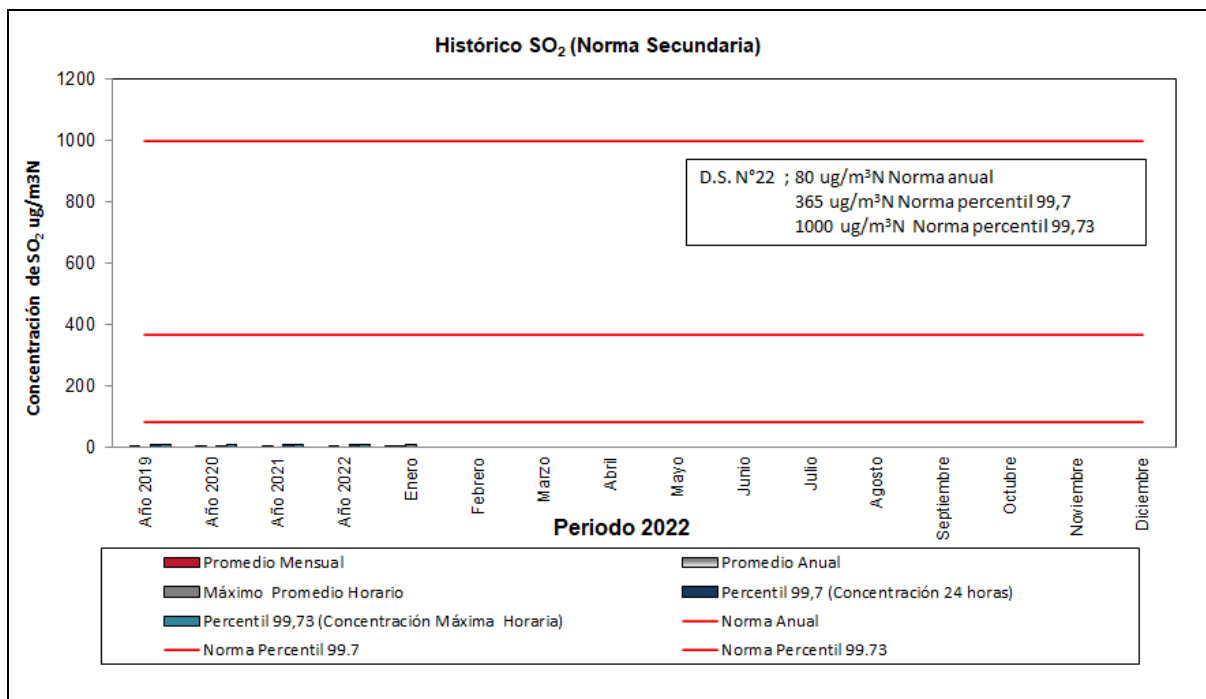 Histórico SO₂ (Norma Secundaria)
Concentración de SO₂ ug/m3N
1200
1000
800
600
400
200
0
D.S. N°22 ; 80 ug/m³N Norma anual
365 ug/m³N Norma percentil 99,7
1000 ug/m³N Norma percentil 99,73
Año 2019
Año 2020
Año 2021
Año 2022
Enero
Febrero
Marzo
Abril
Mayo
Junio
Julio
Agosto
Septiembre
Octubre
Noviembre
Diciembre
Periodo 2022
Promedio Mensual
Promedio Anual
Máximo Promedio Horario
Percentil 99,7 (Concentración 24 horas)
Percentil 99,73 (Concentración Máxima Horaria)
Norma Anual
Norma Percentil 99.7
Norma Percentil 99.73